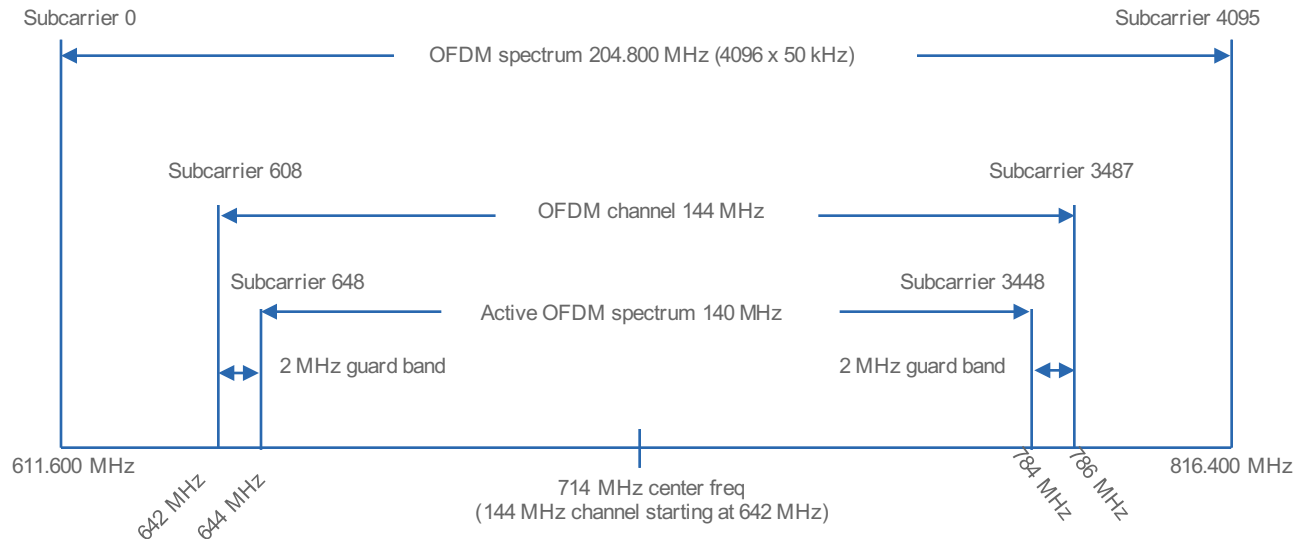 Subcarrier 0
Subcarrier 4095
OFDM spectrum 204.800 MHz (4096 x 50 kHz)
Subcarrier 608
Subcarrier 3487
OFDM channel 144 MHz
Subcarrier 648
Subcarrier 3448
Active OFDM spectrum 140 MHz
2 MHz guard band
2 MHz guard band
611.600 MHz
642 MHz
644 MHz
714 MHz center freq
(144 MHz channel starting at 642 MHz)
784 MHz
786 MHz
816.400 MHz